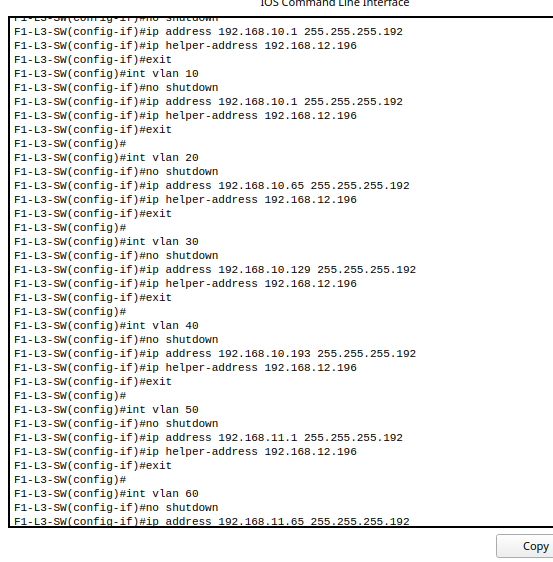 IOS Command Line Interface
F1-L3-SW(config-if)#no shutdown
F1-L3-SW(config-if)#ip address 192.168.10.1 255.255.255.192
F1-L3-SW(config-if)#ip helper-address 192.168.12.196
F1-L3-SW(config-if)#exit
F1-L3-SW(config)#int vlan 10
F1-L3-SW(config-if)#no shutdown
F1-L3-SW(config-if)#ip address 192.168.10.1 255.255.255.192
F1-L3-SW(config-if)#ip helper-address 192.168.12.196
F1-L3-SW(config-if)#exit
F1-L3-SW(config)#
F1-L3-SW(config)#int vlan 20
F1-L3-SW(config-if)#no shutdown
F1-L3-SW(config-if)#ip address 192.168.10.65 255.255.255.192
F1-L3-SW(config-if)#ip helper-address 192.168.12.196
F1-L3-SW(config-if)#exit
F1-L3-SW(config)#
F1-L3-SW(config)#int vlan 30
F1-L3-SW(config-if)#no shutdown
F1-L3-SW(config-if)#ip address 192.168.10.129 255.255.255.192
F1-L3-SW(config-if)#ip helper-address 192.168.12.196
F1-L3-SW(config-if)#exit
F1-L3-SW(config)#
F1-L3-SW(config)#int vlan 40
F1-L3-SW(config-if)#no shutdown
F1-L3-SW(config-if)#ip address 192.168.10.193 255.255.255.192
F1-L3-SW(config-if)#ip helper-address 192.168.12.196
F1-L3-SW(config-if)#exit
F1-L3-SW(config)#
F1-L3-SW(config)#int vlan 50
F1-L3-SW(config-if)#no shutdown
F1-L3-SW(config-if)#ip address 192.168.11.1 255.255.255.192
F1-L3-SW(config-if)#ip helper-address 192.168.12.196
F1-L3-SW(config-if)#exit
F1-L3-SW(config)#
F1-L3-SW(config)#int vlan 60
F1-L3-SW(config-if)#no shutdown
F1-L3-SW(config-if)#ip address 192.168.11.65 255.255.255.192
Copy